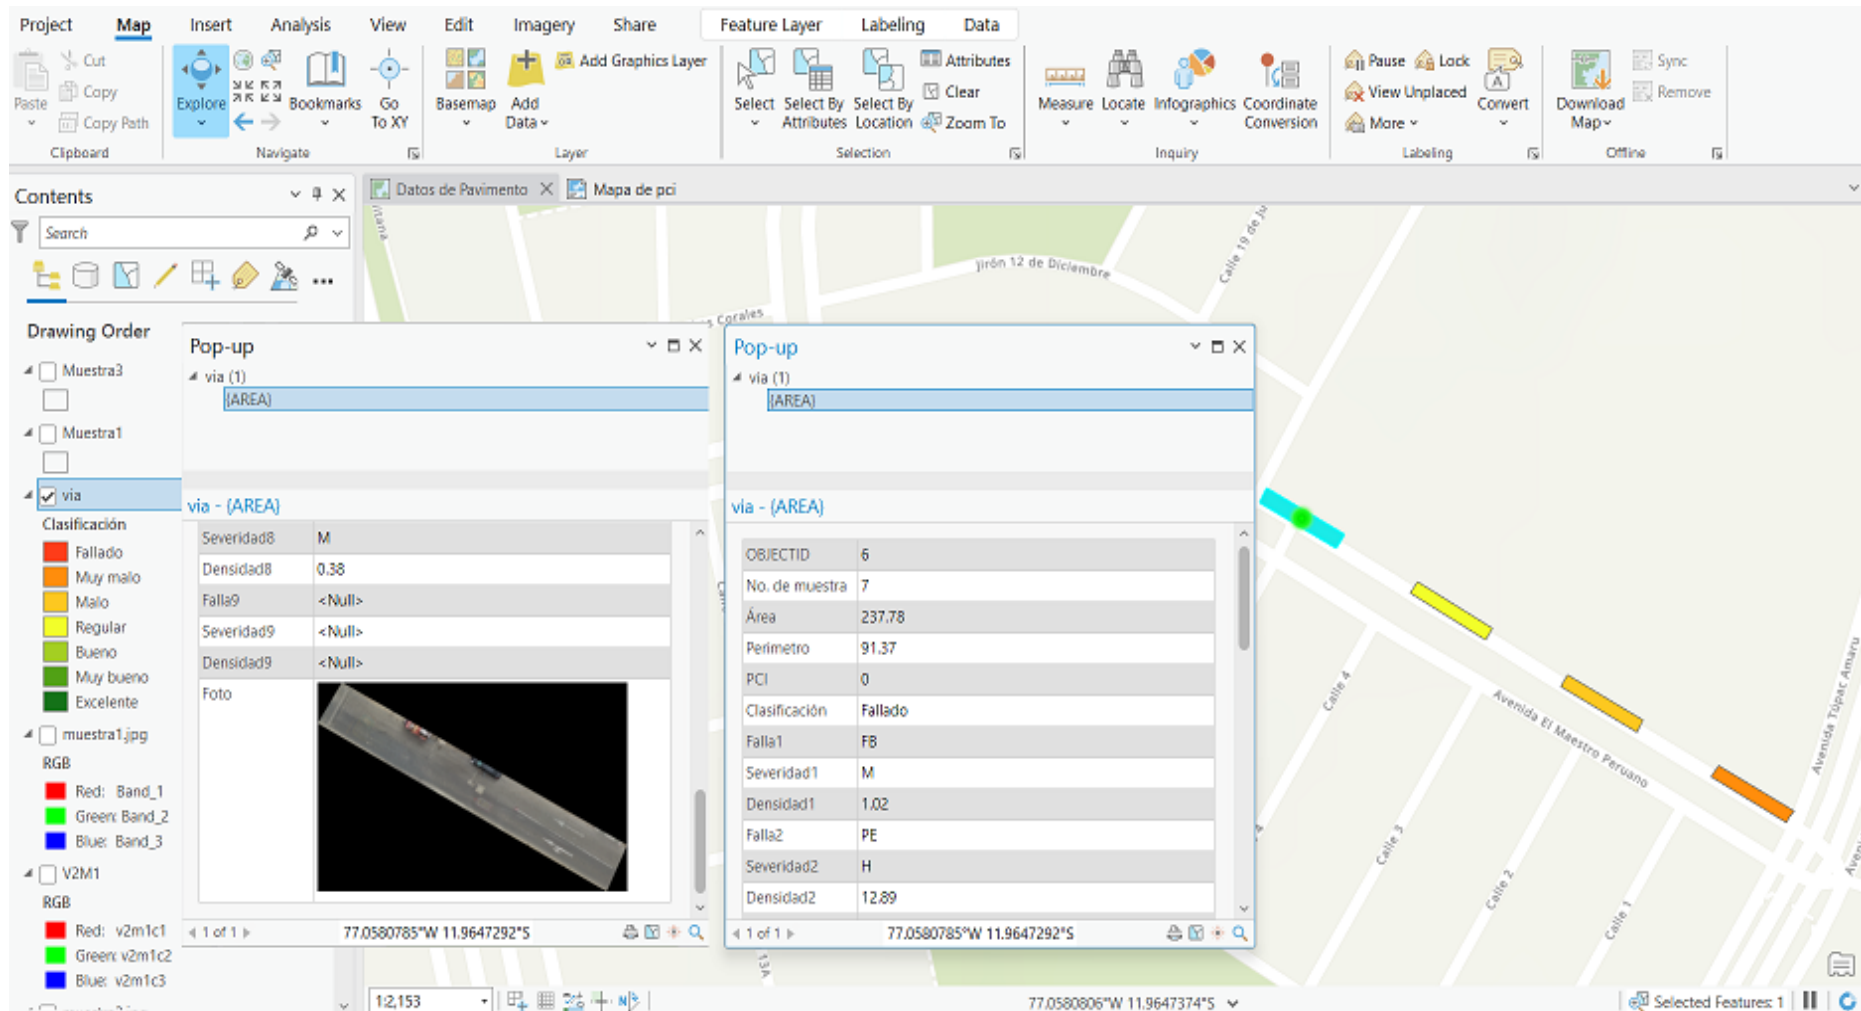 Project Map Insert Analysis View Edit Imagery Share Feature Layer Labeling Data
Cut
Copy
Copy Path
Paste
Clipboard
Explore
Bookmarks
Go To XY
Navigate
Basemap
Add Data
Add Graphics Layer
Layer
Select
Select By Attributes
Select By Location
Attributes
Clear
Zoom To
Selection
Measure
Locate
Infographics
Coordinate Conversion
Inquiry
Pause
Lock
View Unplaced
More
Convert
Labeling
Download Map
Sync
Remove
Offline
Contents
Search
Drawing Order
Muestra3
Muestra1
via
Clasificación
Fallado
Muy malo
Malo
Regular
Bueno
Muy bueno
Excelente
muestra1.jpg
RGB
Red: Band_1
Green: Band_2
Blue: Band_3
V2M1
RGB
Red: v2m1c1
Green: v2m1c2
Blue: v2m1c3
Datos de Pavimento
Mapa de pci
Pop-up
via (1)
{AREA}
via - {AREA}
Severidad8 M
Densidad8 0.38
Falla9 <Null>
Severidad9 <Null>
Densidad9 <Null>
Foto
1 of 1
77.0580785°W 11.9647292°S
Pop-up
via (1)
{AREA}
via - {AREA}
OBJECTID 6
No. de muestra 7
Área 237.78
Perimetro 91.37
PCI 0
Clasificación Fallado
Falla1 FB
Severidad1 M
Densidad1 1.02
Falla2 PE
Severidad2 H
Densidad2 12.89
1 of 1
77.0580785°W 11.9647292°S
Jirón 12 de Diciembre
Calle 19 de Ju
Corales
Calle 4
Avenida El Maestro Peruano
Avenida Túpac Amaru
Calle 3
Calle 2
Calle 1
13A
1:2,153
77.0580806°W 11.9647374°S
Selected Features: 1